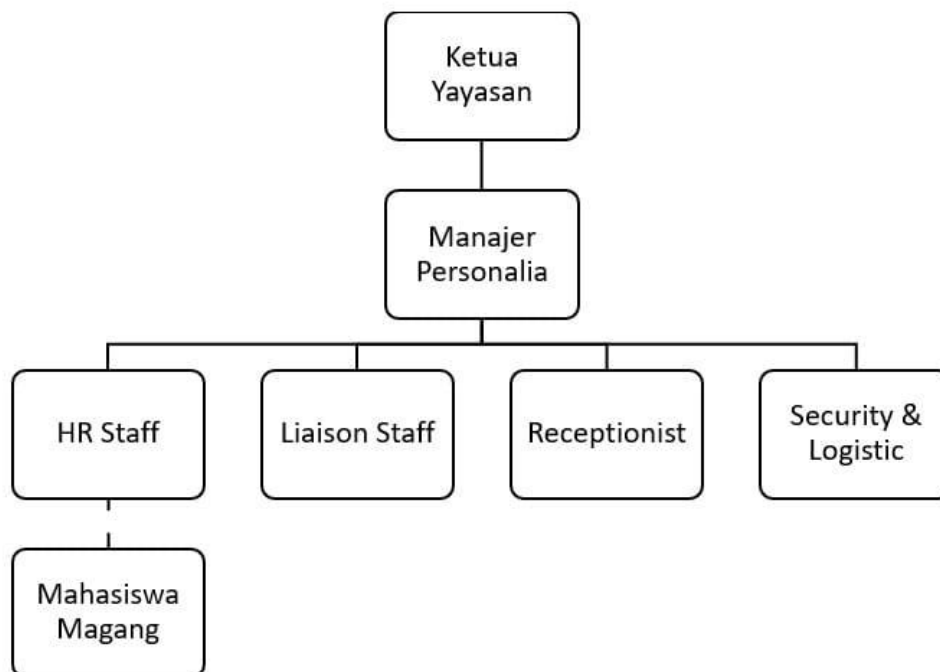 Ketua
Yayasan
Manajer
Personalia
HR Staff
Liaison Staff
Receptionist
Security &
Logistic
Mahasiswa
Magang